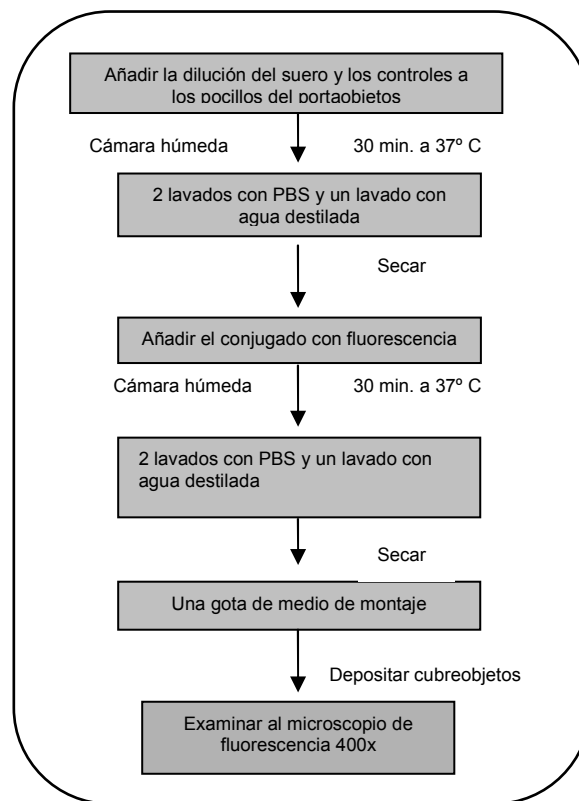 Añadir la dilución del suero y los controles a
los pocillos del portaobjetos
Cámara húmeda 30 min. a 37º C
2 lavados con PBS y un lavado con
agua destilada
Secar
Añadir el conjugado con fluorescencia
Cámara húmeda 30 min. a 37º C
2 lavados con PBS y un lavado con
agua destilada
Secar
Una gota de medio de montaje
Depositar cubreobjetos
Examinar al microscopio de
fluorescencia 400x